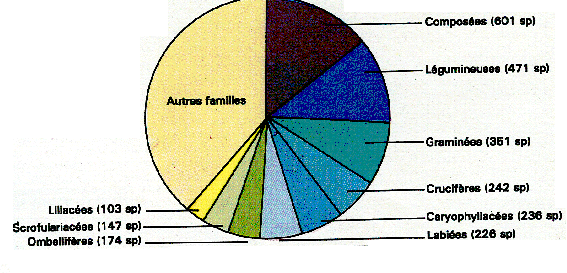 Composées (601 sp)
Légumineuses (471 sp)
Autres familles
Graminées (351 sp)
Crucifères (242 sp)
Liliacées (103 sp)
Caryophyllacées (236 sp)
Scrofulariacées (147 sp)
Labiées (226 sp)
Ombellifères (174 sp)